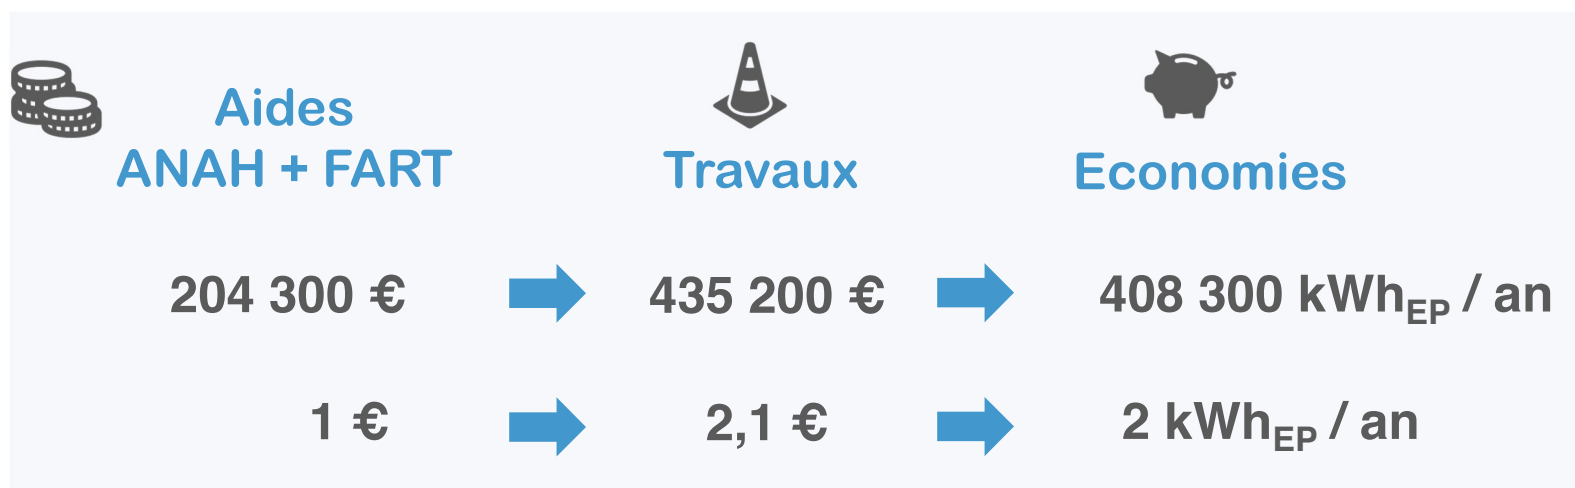 Aides
ANAH + FART
Travaux
Economies
204 300 €
435 200 €
408 300 kWhEP / an
1 €
2,1 €
2 kWhEP / an